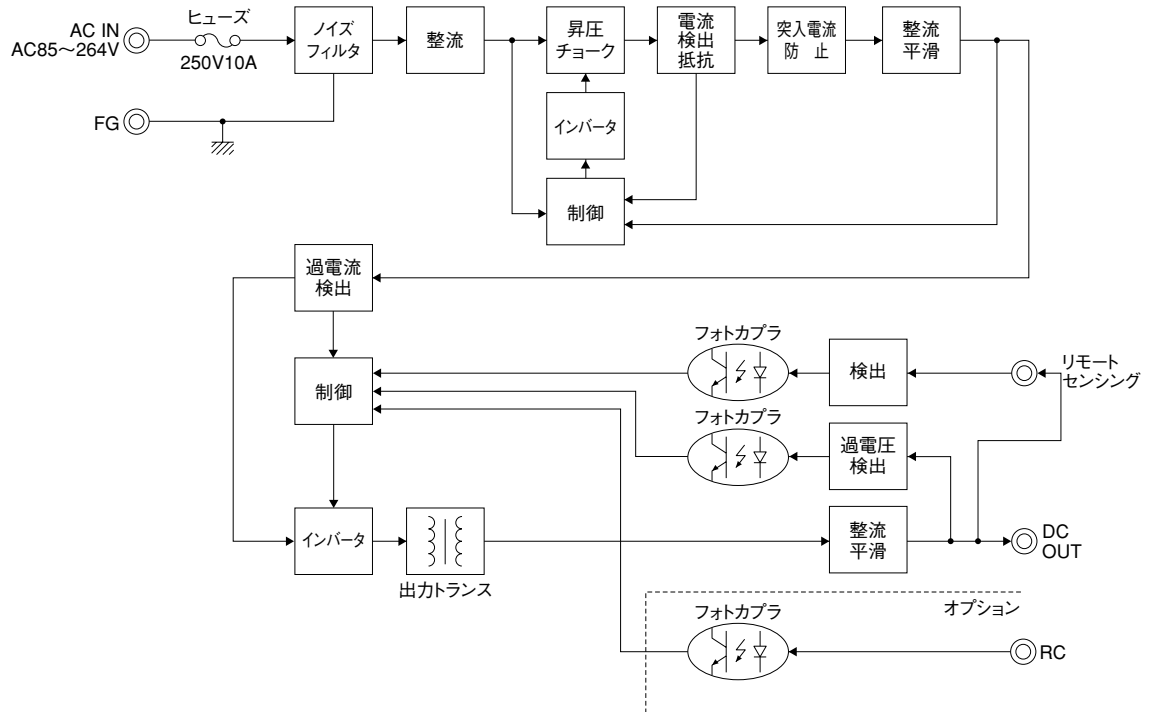 AC IN
AC85～264V
ヒューズ
250V10A
ノイズ
フィルタ
整流
昇圧
チョーク
電流
検出
抵抗
突入電流
防 止
整流
平滑
FG
インバータ
制御
過電流
検出
フォトカプラ
検出
リモート
センシング
制御
フォトカプラ
過電圧
検出
インバータ
出力トランス
整流
平滑
DC
OUT
オプション
フォトカプラ
RC